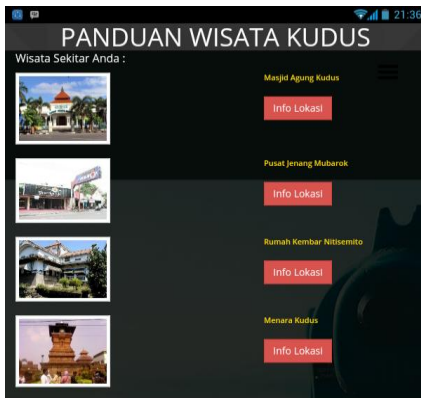 21:36
PANDUAN WISATA KUDUS
Wisata Sekitar Anda :
Masjid Agung Kudus
Info Lokasi
Pusat Jenang Mubarok
Info Lokasi
Rumah Kembar Nitisemito
Info Lokasi
Menara Kudus
Info Lokasi